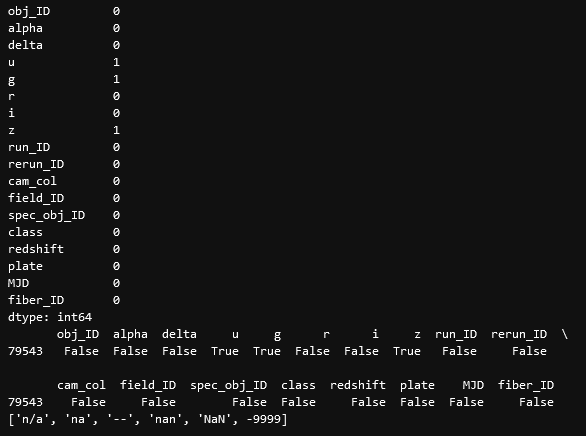 obj_ID 0
alpha 0
delta 0
u 1
g 1
r 0
i 0
z 1
run_ID 0
rerun_ID 0
cam_col 0
field_ID 0
spec_obj_ID 0
class 0
redshift 0
plate 0
MJD 0
fiber_ID 0
dtype: int64
obj_ID alpha delta u g r i z run_ID rerun_ID \
79543 False False False True True False False True False False
cam_col field_ID spec_obj_ID class redshift plate MJD fiber_ID
79543 False False False False False False False False
['n/a', 'na', '--', 'nan', 'NaN', -9999]